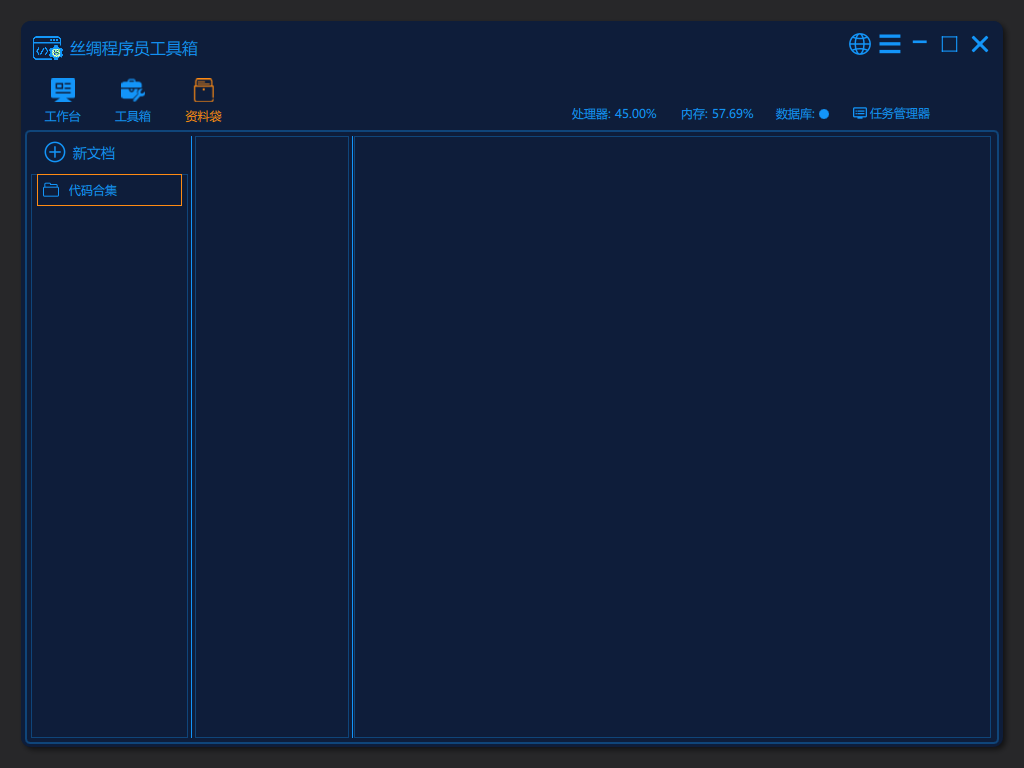 丝绸程序员工具箱
工作台 工具箱 资料袋
处理器: 45.00% 内存: 57.69% 数据库: 任务管理器
新文档
代码合集